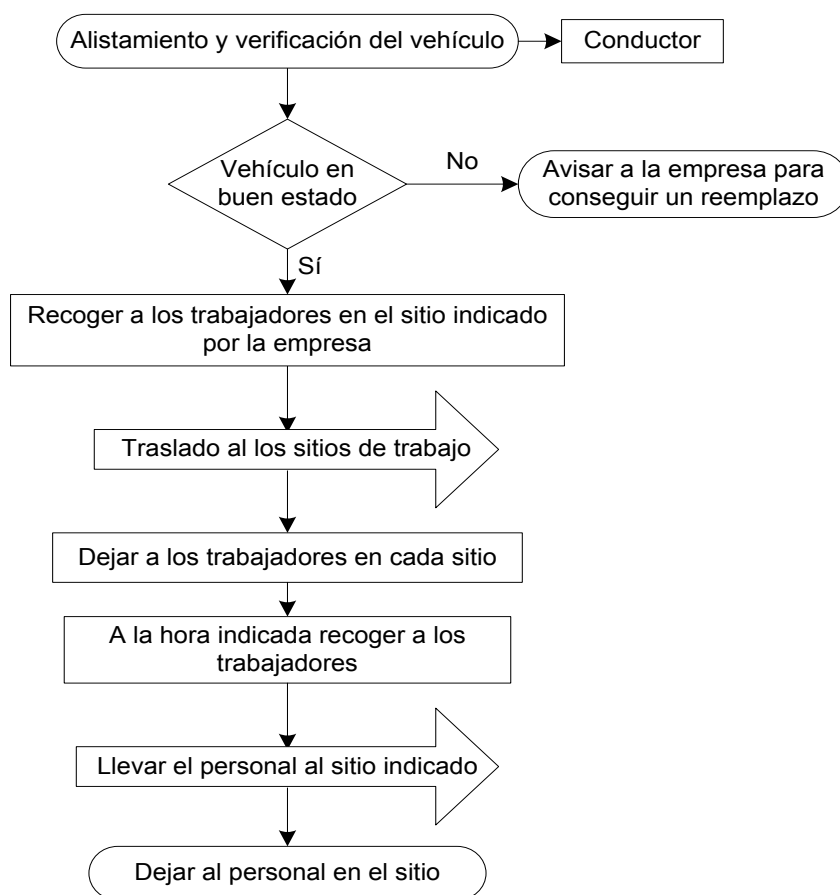 Alistamiento y verificación del vehículo
Conductor
Vehículo en
buen estado
No
Avisar a la empresa para
conseguir un reemplazo
Sí
Recoger a los trabajadores en el sitio indicado
por la empresa
Traslado al los sitios de trabajo
Dejar a los trabajadores en cada sitio
A la hora indicada recoger a los
trabajadores
Llevar el personal al sitio indicado
Dejar al personal en el sitio